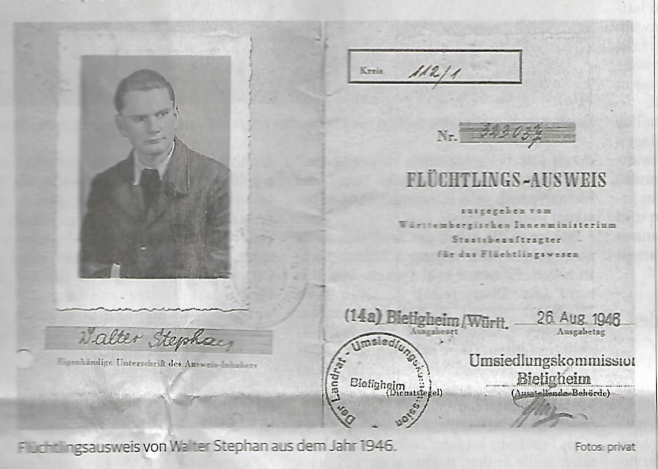 Walter Stephan
Eigenhändige Unterschrift des Ausweis-Inhabers
Kreis 112/1
Nr. 323037
FLÜCHTLINGS-AUSWEIS
ausgegeben vom
Württembergischen Innenministerium
Staatsbeauftragter
für das Flüchtlingswesen
(14a) Bietigheim/Württ. 26. Aug. 1946
Ausgabeort Ausgabetag
Der Landrat - Umsiedlungskommission
Bietigheim
(Dienstsiegel)
Umsiedlungskommission
Bietigheim
(Ausstellende Behörde)
Flüchtlingsausweis von Walter Stephan aus dem Jahr 1946.
Fotos: privat